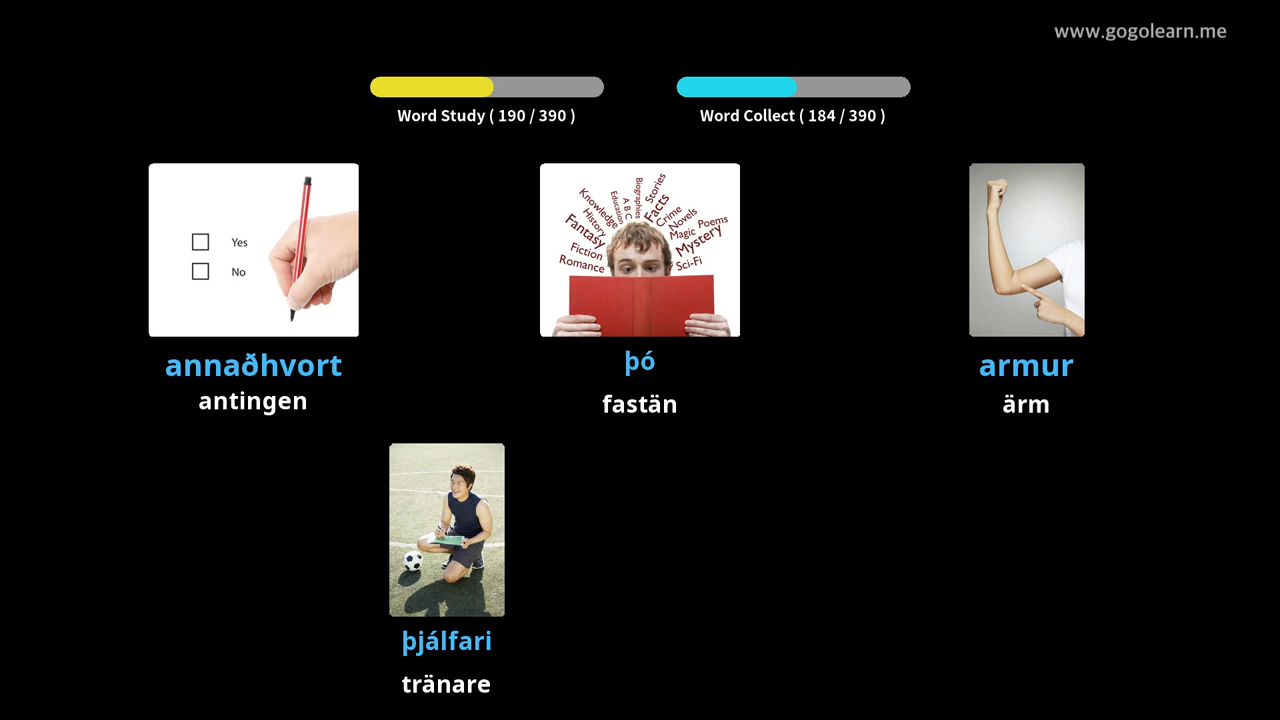 www.gogolearn.me
Word Study ( 190 / 390 )
Word Collect ( 184 / 390 )
Yes
No
Knowledge
History
Fantasy
Fiction
Romance
Education
A B C
Biographies
Stories
Facts
Crime
Novels
Magic
Poems
Mystery
Sci-Fi
annaðhvort
antingen
þó
fastän
armur
ärm
þjálfari
tränare